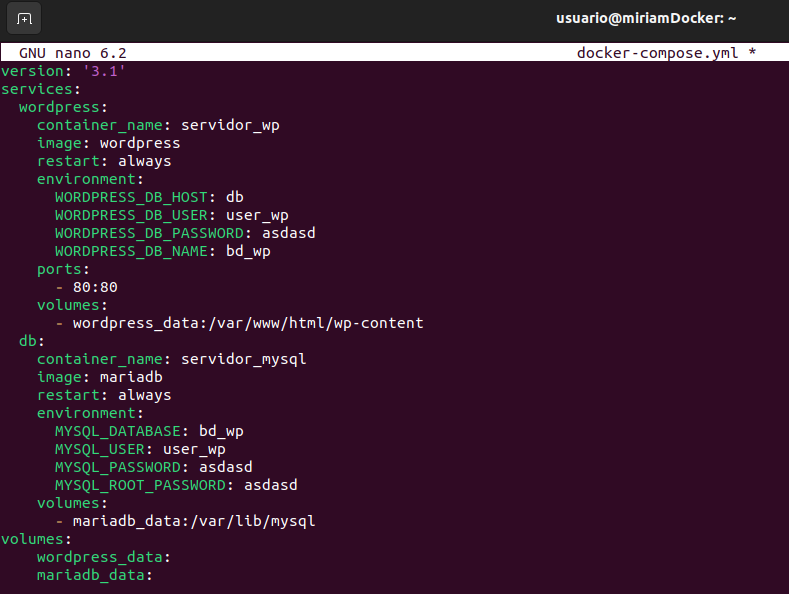 usuario@miriamDocker: ~
GNU nano 6.2 docker-compose.yml *
version: '3.1'
services:
  wordpress:
    container_name: servidor_wp
    image: wordpress
    restart: always
    environment:
      WORDPRESS_DB_HOST: db
      WORDPRESS_DB_USER: user_wp
      WORDPRESS_DB_PASSWORD: asdasd
      WORDPRESS_DB_NAME: bd_wp
    ports:
      - 80:80
    volumes:
      - wordpress_data:/var/www/html/wp-content
  db:
    container_name: servidor_mysql
    image: mariadb
    restart: always
    environment:
      MYSQL_DATABASE: bd_wp
      MYSQL_USER: user_wp
      MYSQL_PASSWORD: asdasd
      MYSQL_ROOT_PASSWORD: asdasd
    volumes:
      - mariadb_data:/var/lib/mysql
volumes:
    wordpress_data:
    mariadb_data: